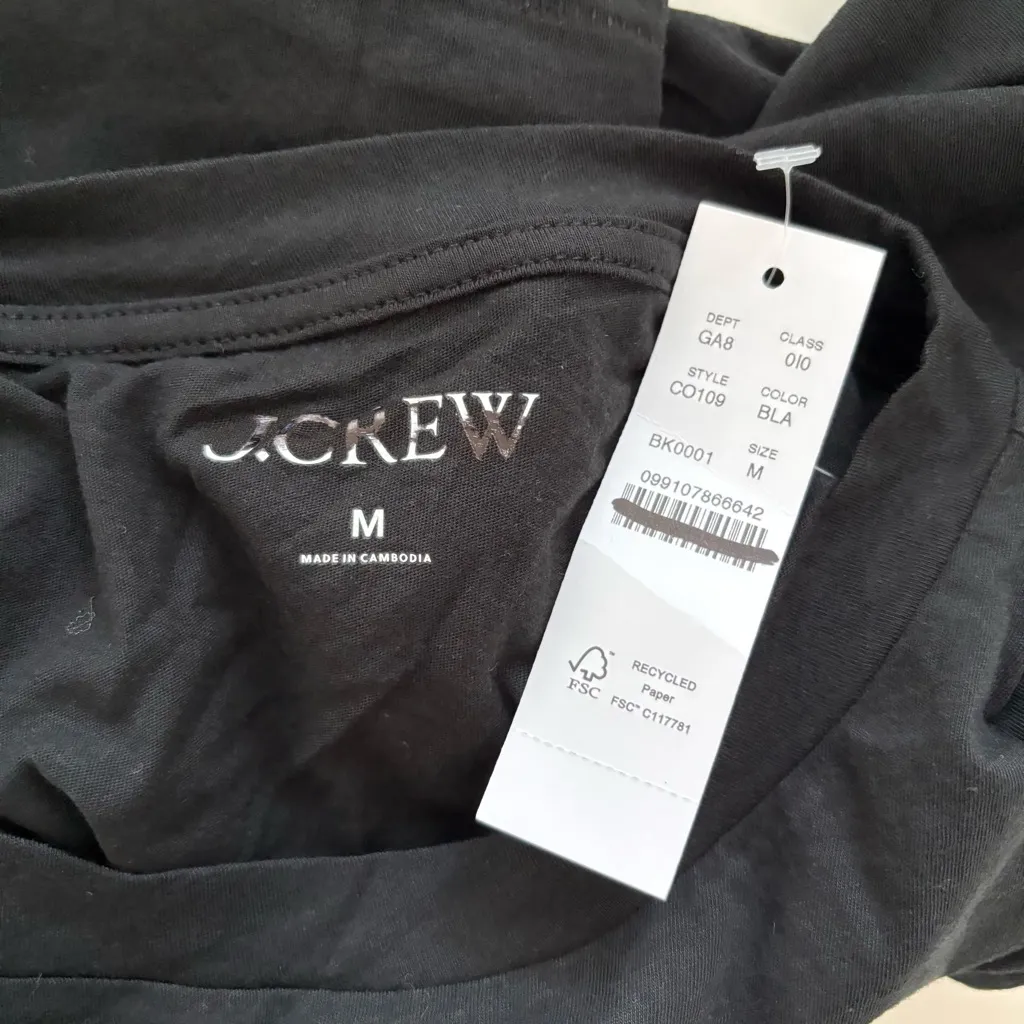 J.CREW
M
MADE IN CAMBODIA
DEPT
GA8
CLASS
010
STYLE
CO109
COLOR
BLA
BK0001
SIZE
M
099107866642
FSC™
RECYCLED
Paper
FSC™ C117781